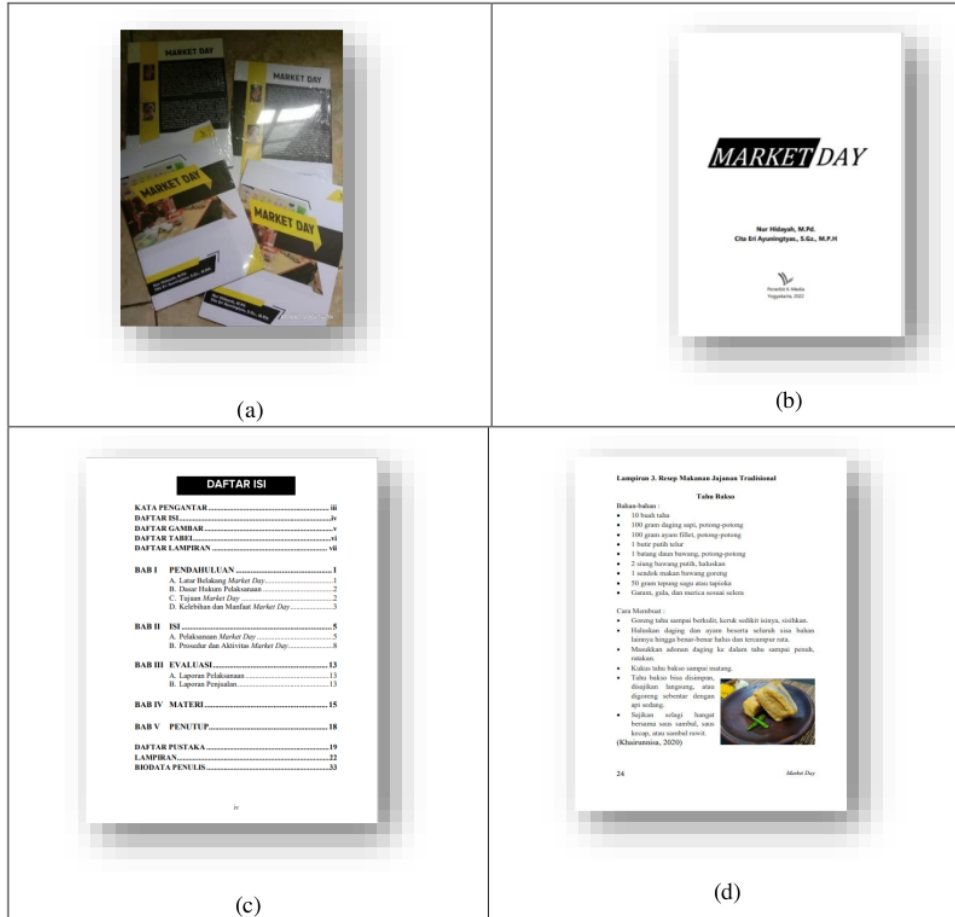 MARKET DAY
MARKET DAY
MARKET DAY
MARKET DAY
Nur Hidayah, M.Pd.
Nur Hidayah, M.Pd.
(a)
MARKET DAY
Nur Hidayah, M.Pd.
Cita Eri Ayuningtyas, S.Gz., M.P.H
Penerbit K-Media
Yogyakarta, 2022
(b)
DAFTAR ISI
KATA PENGANTAR iii
DAFTAR ISI iv
DAFTAR GAMBAR v
DAFTAR TABEL vi
DAFTAR LAMPIRAN vii
BAB I PENDAHULUAN 1
A. Latar Belakang Market Day 1
B. Dasar Hukum Pelaksanaan 2
C. Tujuan Market Day 2
D. Kelebihan dan Manfaat Market Day 3
BAB II ISI 5
A. Pelaksanaan Market Day 5
B. Prosedur dan Aktivitas Market Day 8
BAB III EVALUASI 13
A. Laporan Pelaksanaan 13
B. Laporan Penjualan 13
BAB IV MATERI 15
BAB V PENUTUP 18
DAFTAR PUSTAKA 19
LAMPIRAN 22
BIODATA PENULIS 33
iv
(c)
Lampiran 3. Resep Makanan Jajanan Tradisional
Tahu Bakso
Bahan-bahan :
• 10 buah tahu
• 100 gram daging sapi, potong-potong
• 100 gram ayam fillet, potong-potong
• 1 butir putih telur
• 1 batang daun bawang, potong-potong
• 2 siung bawang putih, haluskan
• 1 sendok makan bawang goreng
• 50 gram tepung sagu atau tapioka
• Garam, gula, dan merica sesuai selera
Cara Membuat :
• Goreng tahu sampai berkulit, keruk sedikit isinya, sisihkan.
• Haluskan daging dan ayam beserta seluruh sisa bahan
lainnya hingga benar-benar halus dan tercampur rata.
• Masukkan adonan daging ke dalam tahu sampai penuh,
ratakan.
• Kukus tahu bakso sampai matang.
• Tahu bakso bisa disimpan,
disajikan langsung, atau
digoreng sebentar dengan
api sedang.
• Sajikan selagi hangat
bersama saus sambal, saus
kecap, atau sambal rawit.
(Khairunnisa, 2020)
24 Market Day
(d)